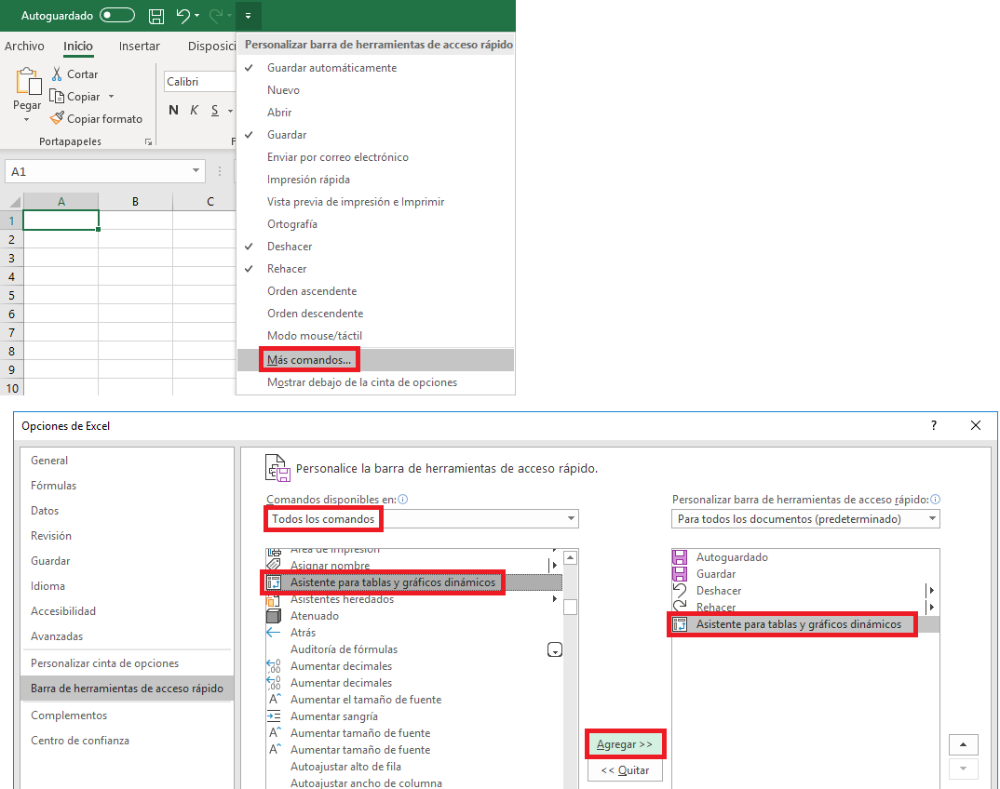 Autoguardado
Archivo Inicio Insertar Disposici
Personalizar barra de herramientas de acceso rápido
Cortar
Copiar
Copiar formato
Pegar
Portapapeles
Calibri
N K S
F
Guardar automáticamente
Nuevo
Abrir
Guardar
Enviar por correo electrónico
Impresión rápida
Vista previa de impresión e Imprimir
Ortografía
Deshacer
Rehacer
Orden ascendente
Orden descendente
Modo mouse/táctil
Más comandos...
Mostrar debajo de la cinta de opciones
A1
A B C
1
2
3
4
5
6
7
8
9
10
Opciones de Excel ?
General
Fórmulas
Datos
Revisión
Guardar
Idioma
Accesibilidad
Avanzadas
Personalizar cinta de opciones
Barra de herramientas de acceso rápido
Complementos
Centro de confianza
Personalice la barra de herramientas de acceso rápido.
Comandos disponibles en:
Todos los comandos
Área de impresión
Asignar nombre
Asistente para tablas y gráficos dinámicos
Asistentes heredados
Atenuado
Atrás
Auditoría de fórmulas
Aumentar decimales
Aumentar decimales
Aumentar el tamaño de fuente
Aumentar sangría
Aumentar tamaño de fuente
Aumentar tamaño de fuente
Autoajustar alto de fila
Autoajustar ancho de columna
Agregar >>
<< Quitar
Personalizar barra de herramientas de acceso rápido:
Para todos los documentos (predeterminado)
Autoguardado
Guardar
Deshacer
Rehacer
Asistente para tablas y gráficos dinámicos